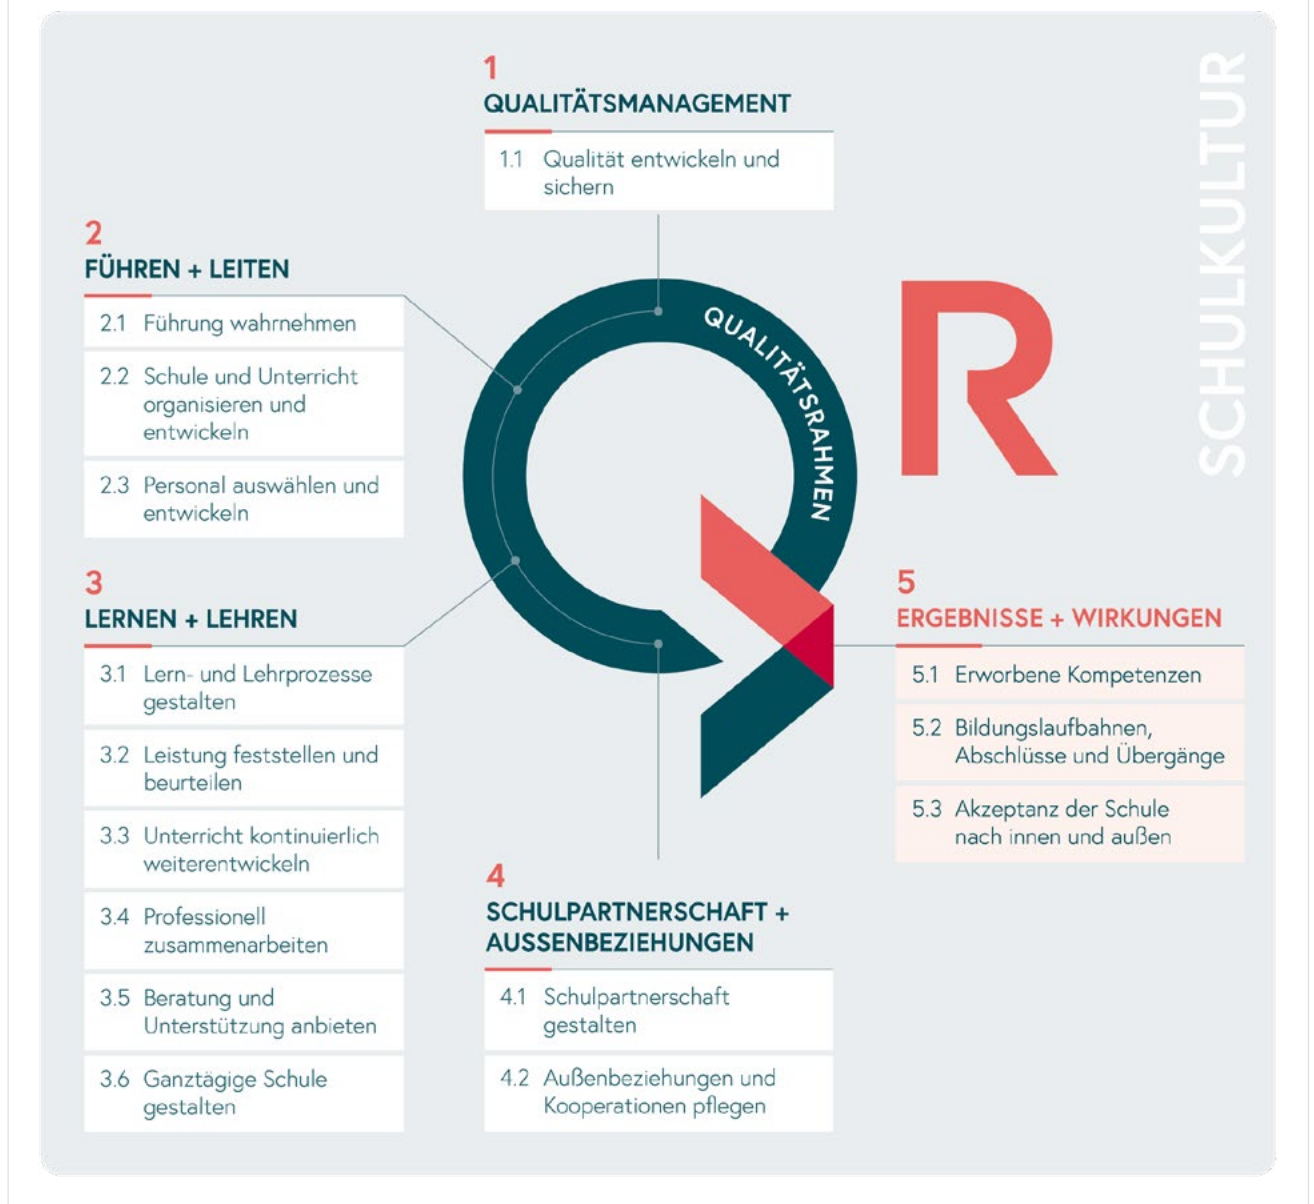 SCHULKULTUR
1
QUALITÄTSMANAGEMENT
1.1 Qualität entwickeln und
sichern
2
FÜHREN + LEITEN
2.1 Führung wahrnehmen
2.2 Schule und Unterricht
organisieren und
entwickeln
2.3 Personal auswählen und
entwickeln
QUALITÄTSRAHMEN
R
3
LERNEN + LEHREN
3.1 Lern- und Lehrprozesse
gestalten
3.2 Leistung feststellen und
beurteilen
3.3 Unterricht kontinuierlich
weiterentwickeln
3.4 Professionell
zusammenarbeiten
3.5 Beratung und
Unterstützung anbieten
3.6 Ganztägige Schule
gestalten
4
SCHULPARTNERSCHAFT +
AUSSENBEZIEHUNGEN
4.1 Schulpartnerschaft
gestalten
4.2 Außenbeziehungen und
Kooperationen pflegen
5
ERGEBNISSE + WIRKUNGEN
5.1 Erworbene Kompetenzen
5.2 Bildungslaufbahnen,
Abschlüsse und Übergänge
5.3 Akzeptanz der Schule
nach innen und außen